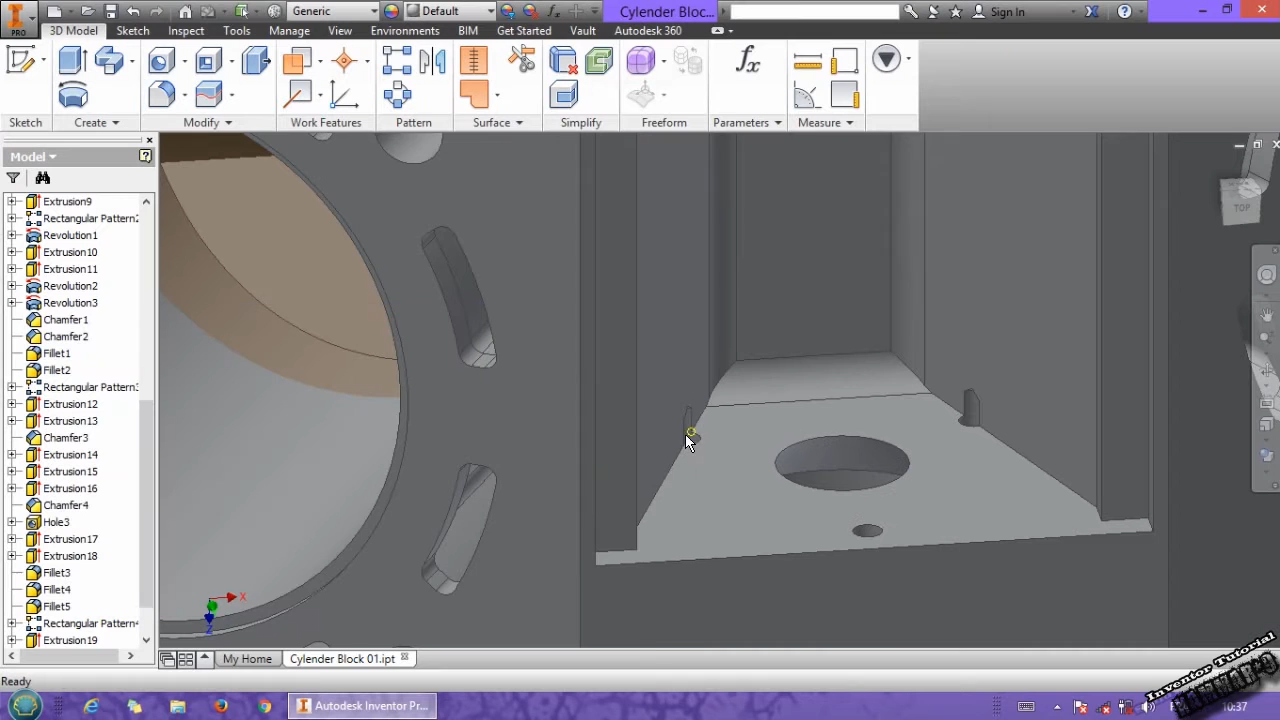 Generic
Default
Cylender Bloc...
Sign In
PRO
3D Model
Sketch
Inspect
Tools
Manage
View
Environments
BIM
Get Started
Vault
Autodesk 360
fx
Sketch
Create
Modify
Work Features
Pattern
Surface
Simplify
Freeform
Parameters
Measure
Model
Extrusion9
Rectangular Pattern2
Revolution1
Extrusion10
Extrusion11
Revolution2
Revolution3
Chamfer1
Chamfer2
Fillet1
Fillet2
Rectangular Pattern3
Extrusion12
Extrusion13
Chamfer3
Extrusion14
Extrusion15
Extrusion16
Chamfer4
Hole3
Extrusion17
Extrusion18
Fillet3
Fillet4
Fillet5
Rectangular Pattern4
Extrusion19
TOP
X
Z
My Home
Cylender Block 01.ipt
Ready
Inventor Tutorial
Autodesk Inventor Pr...
10:37